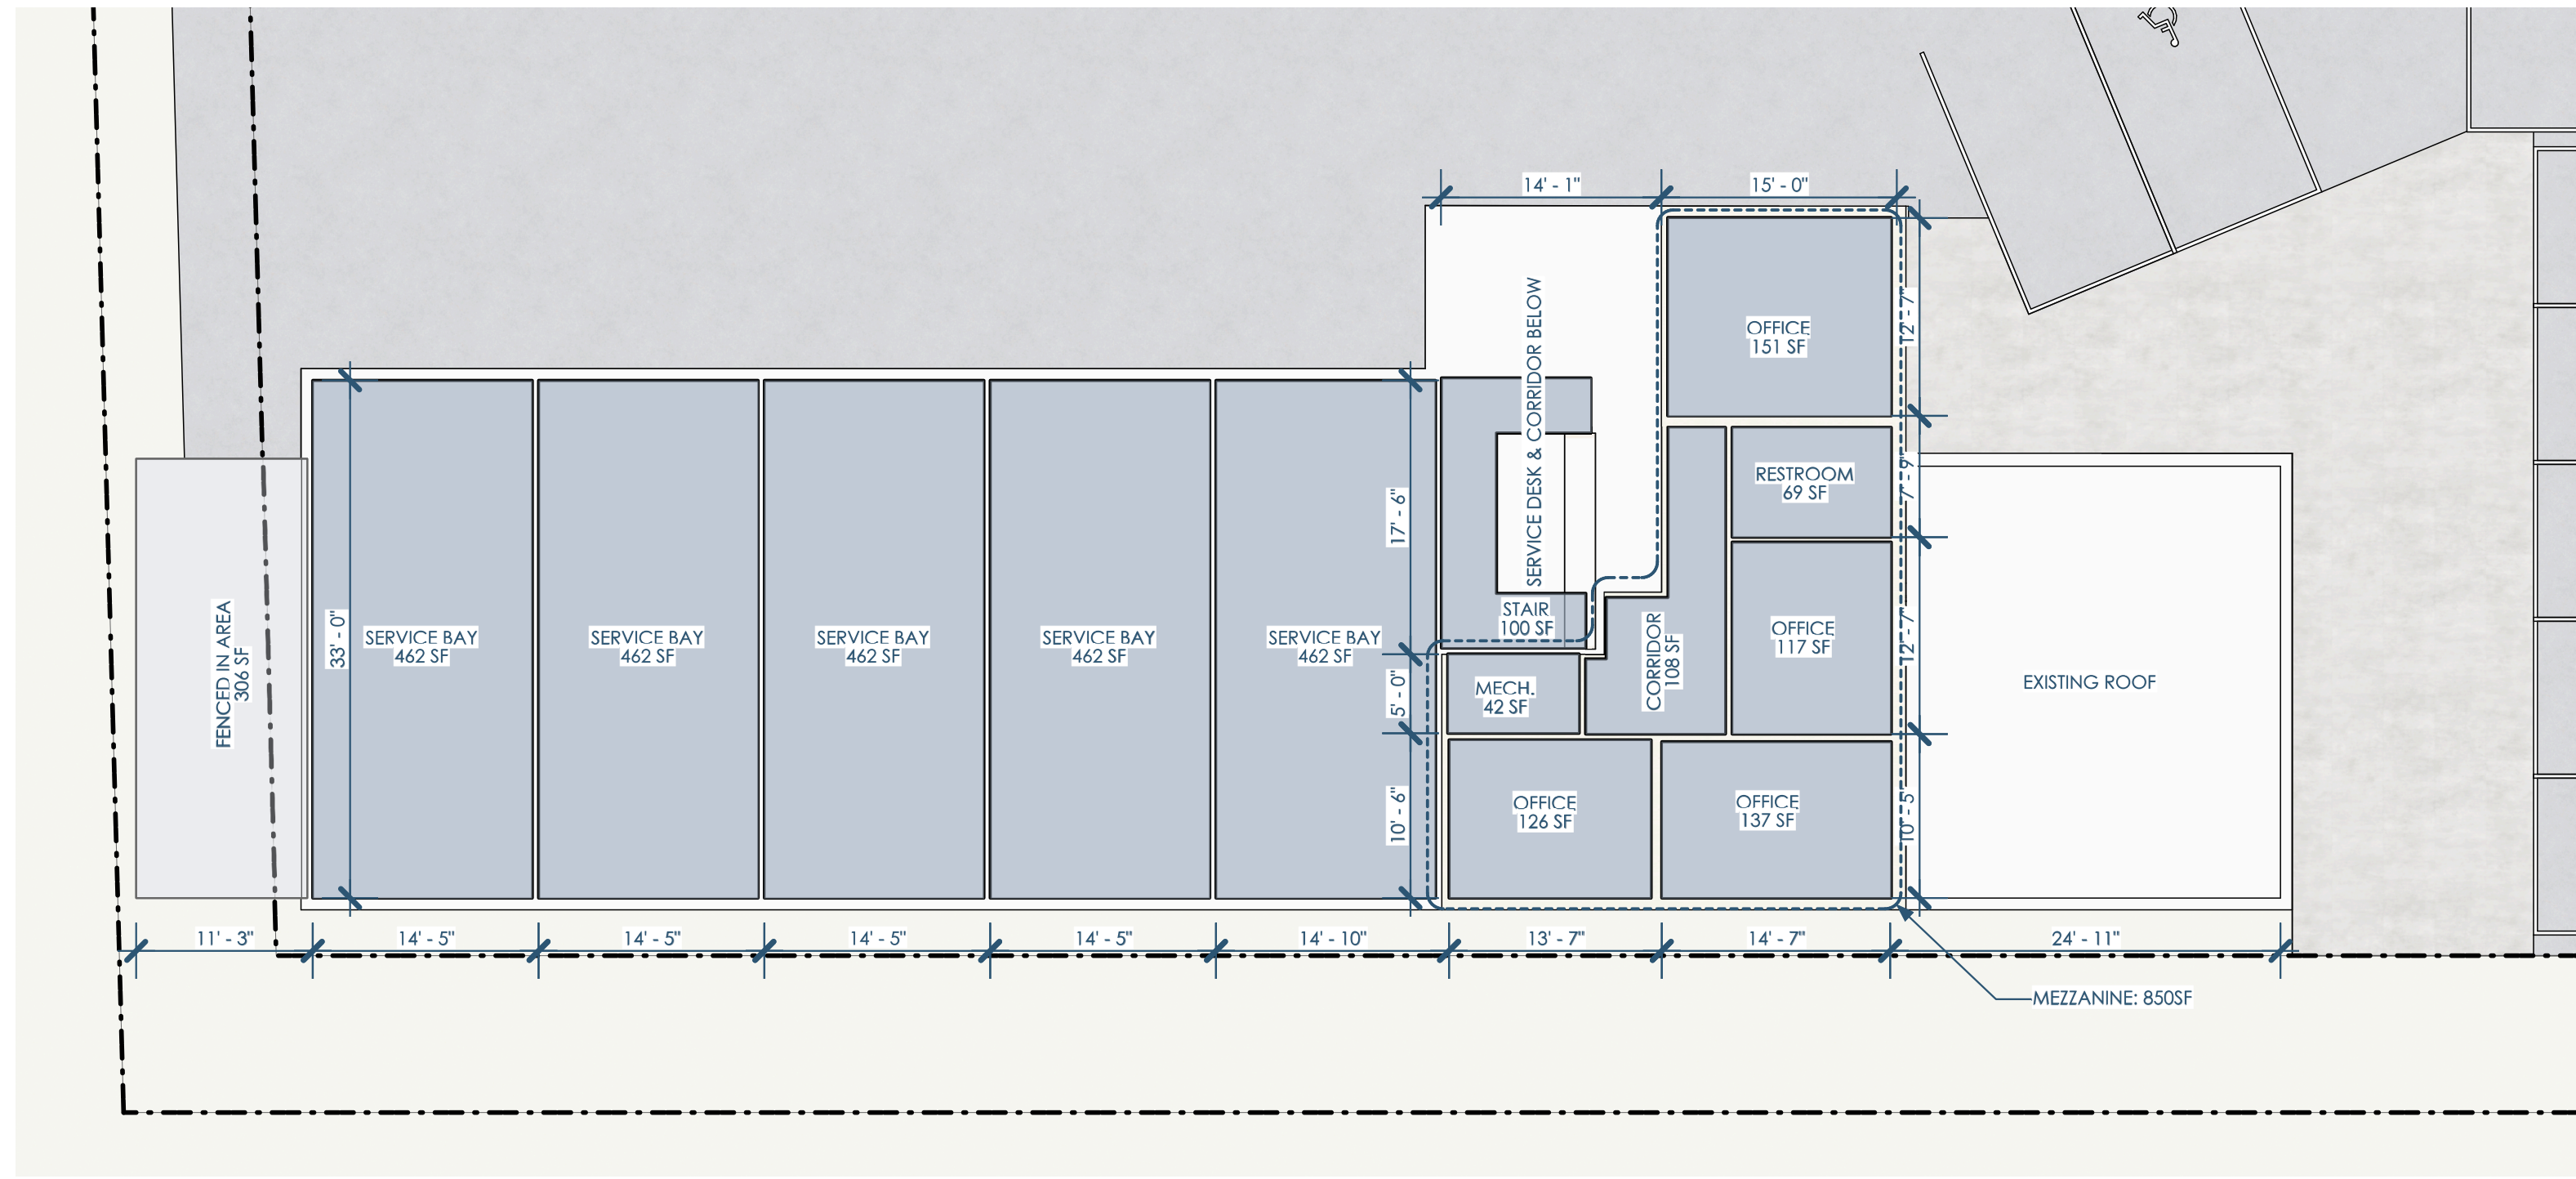 14' - 1"
15' - 0"
SERVICE DESK & CORRIDOR BELOW
OFFICE
151 SF
12' - 7"
RESTROOM
69 SF
7' - 9"
17' - 6"
33' - 0"
FENCED IN AREA
306 SF
SERVICE BAY
462 SF
SERVICE BAY
462 SF
SERVICE BAY
462 SF
SERVICE BAY
462 SF
SERVICE BAY
462 SF
STAIR
100 SF
CORRIDOR
108 SF
OFFICE
117 SF
12' - 7"
EXISTING ROOF
5' - 0"
MECH.
42 SF
10' - 6"
OFFICE
126 SF
OFFICE
137 SF
10' - 5"
11' - 3"
14' - 5"
14' - 5"
14' - 5"
14' - 5"
14' - 10"
13' - 7"
14' - 7"
24' - 11"
MEZZANINE: 850SF